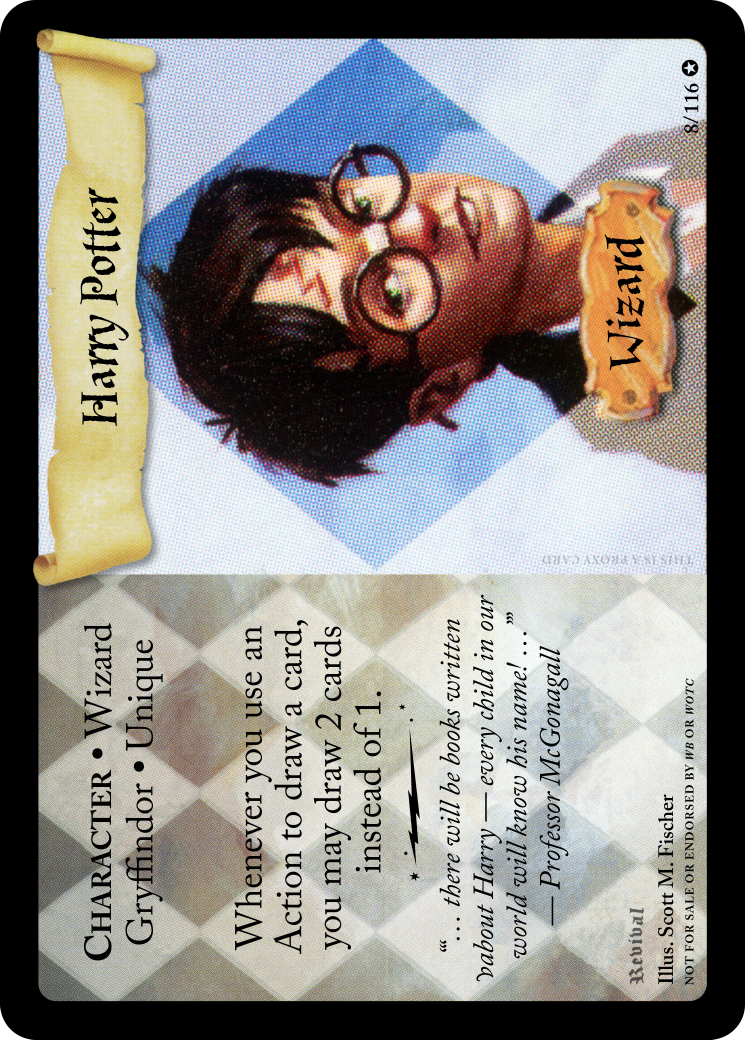 Harry Potter
8/116
Wizard
THIS IS A PROXY CARD
CHARACTER • Wizard
Gryffindor • Unique
Whenever you use an
Action to draw a card,
you may draw 2 cards
instead of 1.
“‘… there will be books written
yabout Harry — every child in our
world will know his name! …’”
— Professor McGonagall
Revival
Illus. Scott M. Fischer
NOT FOR SALE OR ENDORSED BY WB OR WOTC